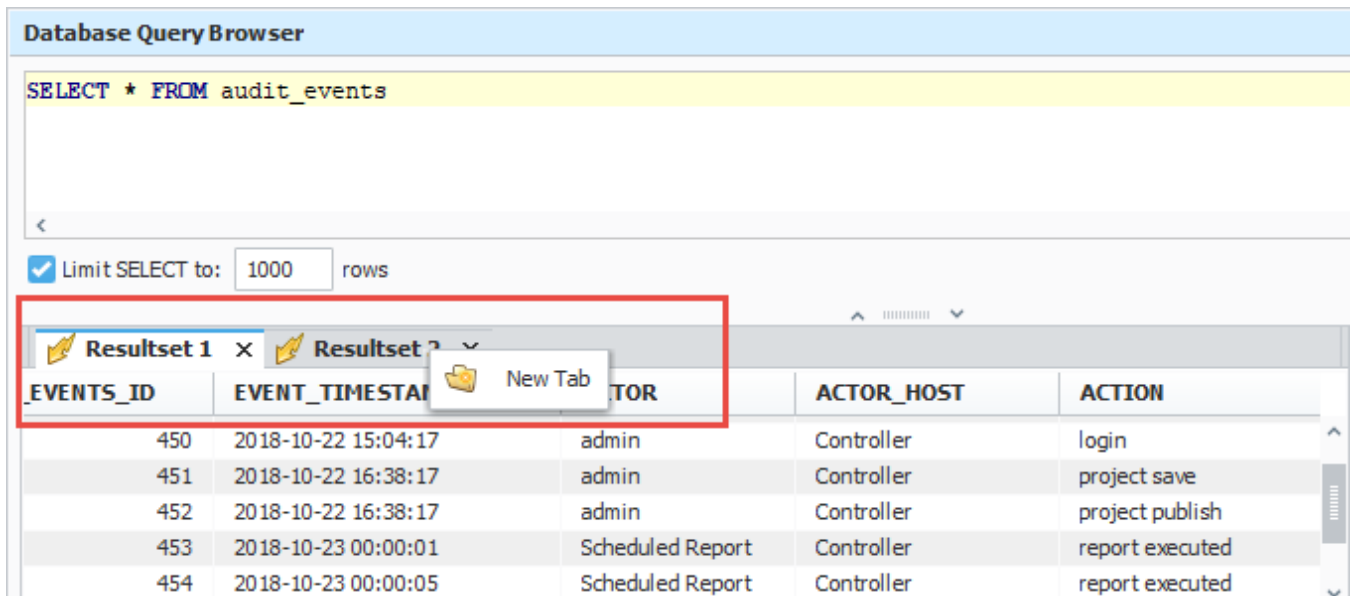 Database Query Browser
SELECT * FROM audit_events
Limit SELECT to: 1000 rows
Resultset 1 Resultset
New Tab
_EVENTS_ID EVENT_TIMESTA TOR ACTOR_HOST ACTION
450 2018-10-22 15:04:17 admin Controller login
451 2018-10-22 16:38:17 admin Controller project save
452 2018-10-22 16:38:17 admin Controller project publish
453 2018-10-23 00:00:01 Scheduled Report Controller report executed
454 2018-10-23 00:00:05 Scheduled Report Controller report executed